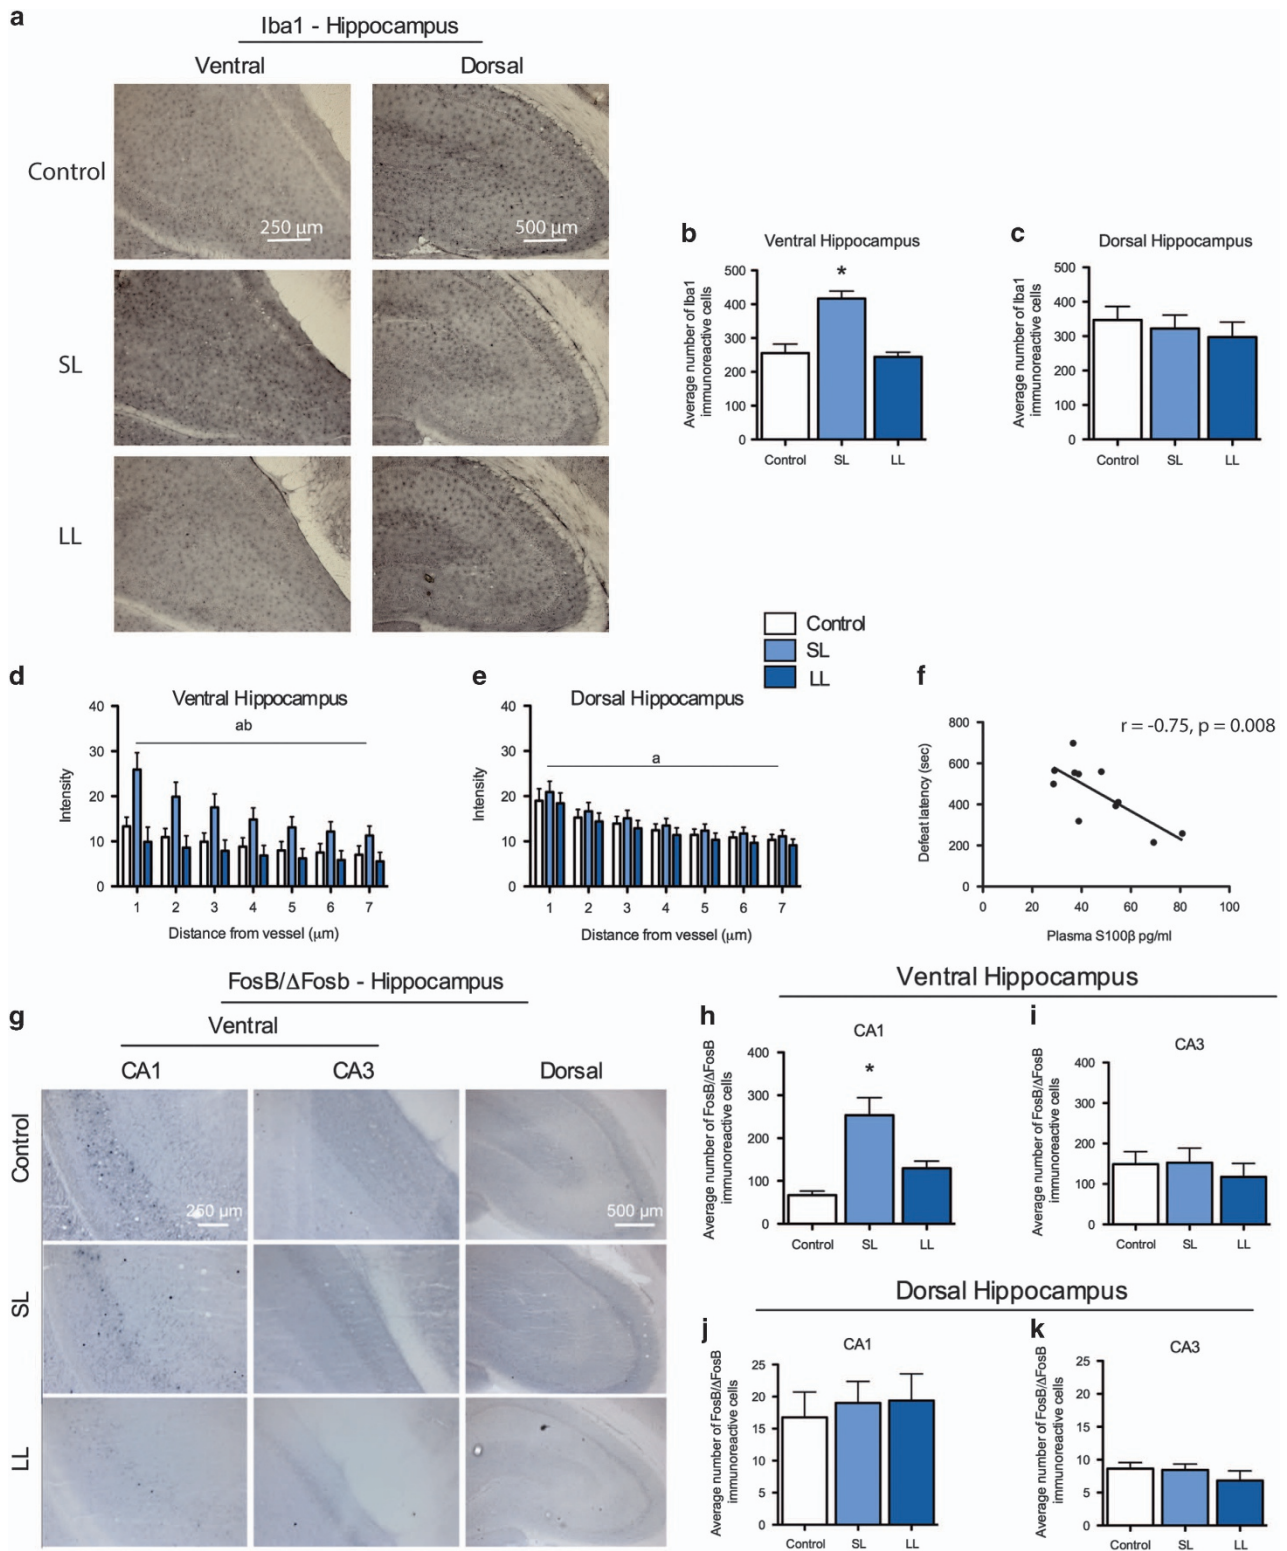 a
Iba1 - Hippocampus
Ventral
Dorsal
Control
250 µm
500 µm
SL
LL
b
Ventral Hippocampus
Average number of Iba1
immunoreactive cells
500
400
300
200
100
0
*
Control SL LL
c
Dorsal Hippocampus
Average number of Iba1
immunoreactive cells
500
400
300
200
100
0
Control SL LL
Control
SL
LL
d
Ventral Hippocampus
ab
Intensity
40
30
20
10
0
1 2 3 4 5 6 7
Distance from vessel (µm)
e
Dorsal Hippocampus
a
Intensity
40
30
20
10
0
1 2 3 4 5 6 7
Distance from vessel (µm)
f
r = -0.75, p = 0.008
Defeat latency (sec)
800
600
400
200
0
0 20 40 60 80 100
Plasma S100β pg/ml
FosB/ΔFosb - Hippocampus
g
Ventral
CA1
CA3
Dorsal
Control
250 µm
500 µm
SL
LL
Ventral Hippocampus
h
CA1
Average number of FosB/ΔFosB
immunoreactive cells
400
300
200
100
0
*
Control SL LL
i
CA3
Average number of FosB/ΔFosB
immunoreactive cells
400
300
200
100
0
Control SL LL
Dorsal Hippocampus
j
CA1
Average number of FosB/ΔFosB
immunoreactive cells
25
20
15
10
5
0
Control SL LL
k
CA3
Average number of FosB/ΔFosB
immunoreactive cells
25
20
15
10
5
0
Control SL LL